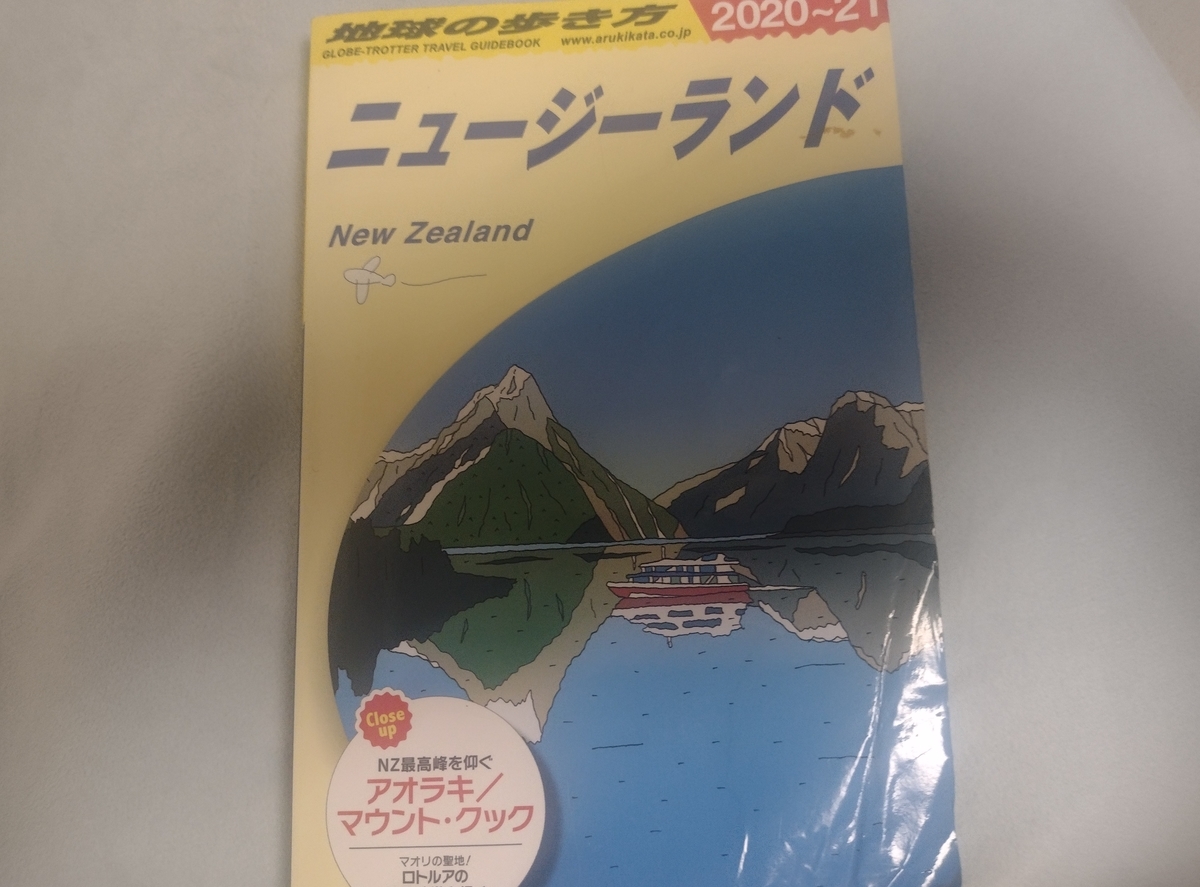 地球の歩き方
2020~21
GLOBE-TROTTER TRAVEL GUIDEBOOK www.arukikata.co.jp
ニュージーランド
New Zealand
Close
up
NZ最高峰を仰ぐ
アオラキ/
マウント・クック
マオリの聖地!
ロトルアの